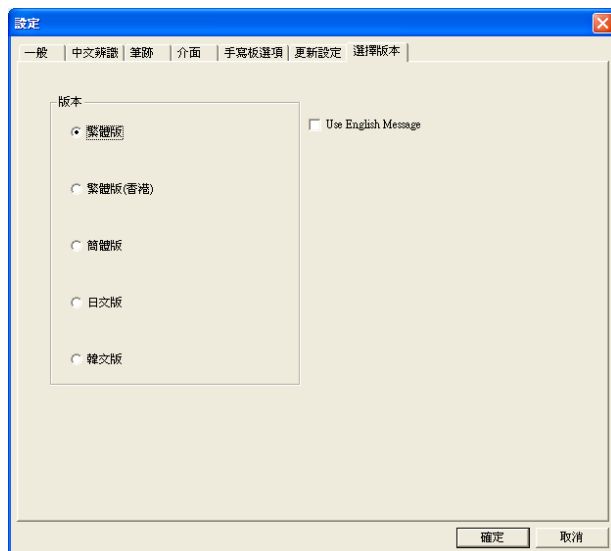 設定
一般 中文辨識 筆跡 介面 手寫板選項 更新設定 選擇版本
版本
繁體版
Use English Message
繁體版(香港)
簡體版
日文版
韓文版
確定 取消